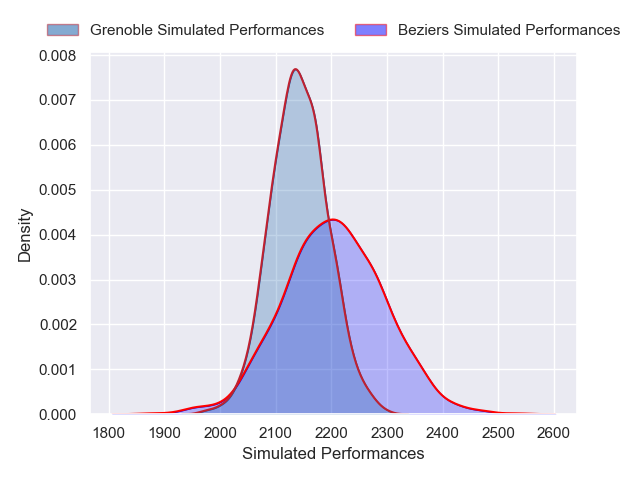 Grenoble Simulated Performances
Beziers Simulated Performances
0.008
0.007
0.006
0.005
0.004
0.003
0.002
0.001
0.000
Density
1800 1900 2000 2100 2200 2300 2400 2500 2600
Simulated Performances